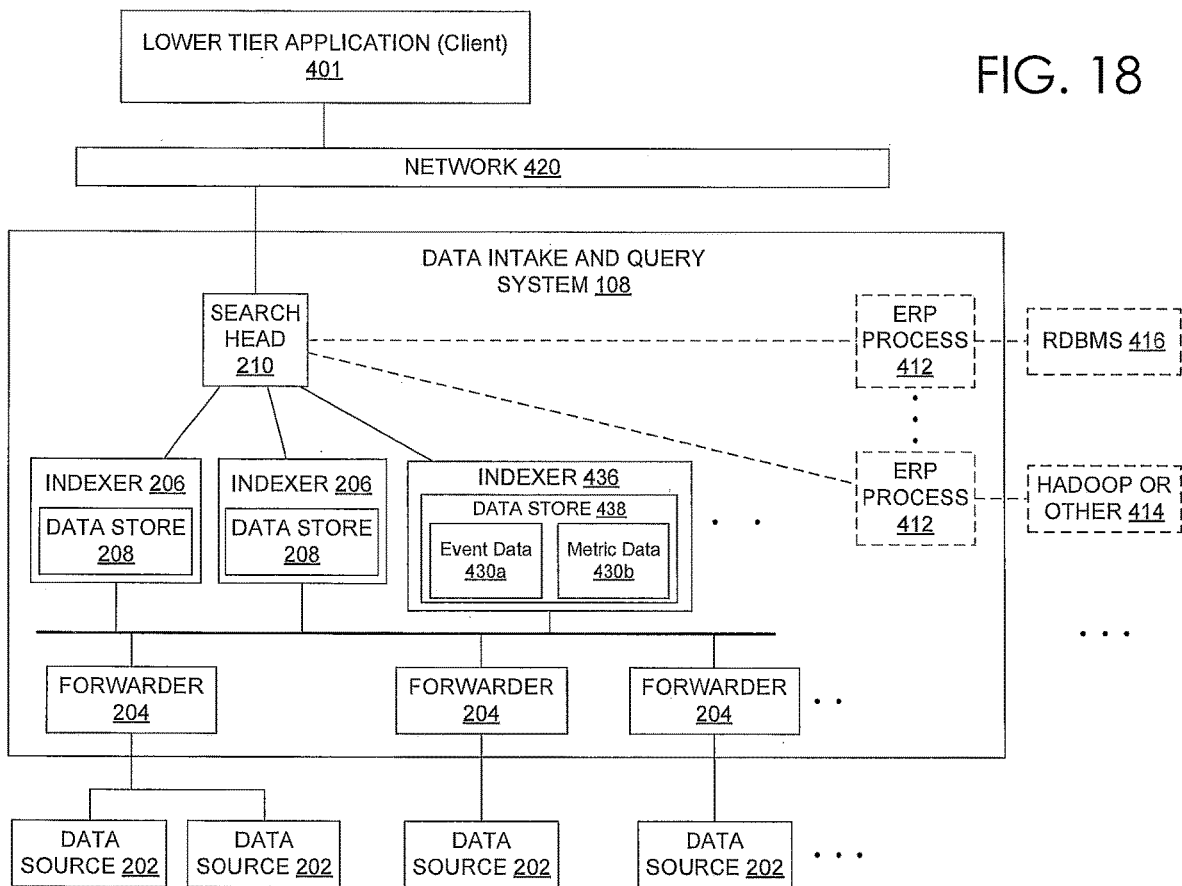 LOWER TIER APPLICATION (Client)
401
FIG. 18
NETWORK 420
DATA INTAKE AND QUERY
SYSTEM 108
SEARCH
HEAD
210
ERP
PROCESS
412
RDBMS 416
ERP
PROCESS
412
HADOOP OR
OTHER 414
INDEXER 206
DATA STORE
208
INDEXER 206
DATA STORE
208
INDEXER 436
DATA STORE 438
Event Data
430a
Metric Data
430b
FORWARDER
204
FORWARDER
204
FORWARDER
204
DATA
SOURCE 202
DATA
SOURCE 202
DATA
SOURCE 202
DATA
SOURCE 202